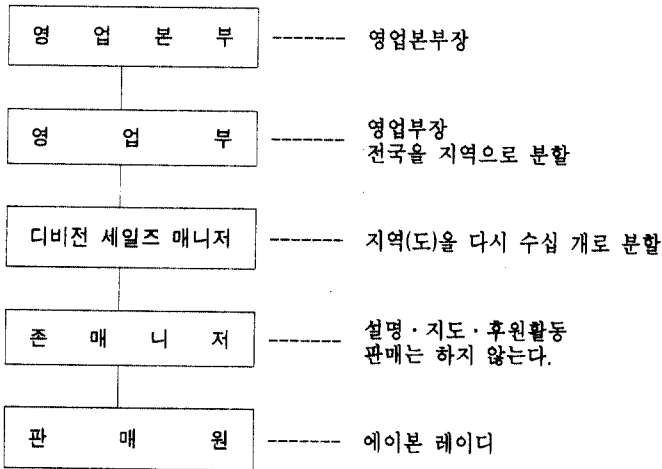 영 업 본 부 ------- 영업본부장
영 업 부 ------- 영업부장
전국을 지역으로 분할
디비전 세일즈 매니저 ------- 지역(도)을 다시 수십 개로 분할
존 매 니 저 ------- 설명·지도·후원활동
판매는 하지 않는다.
판 매 원 ------- 에이본 레이디